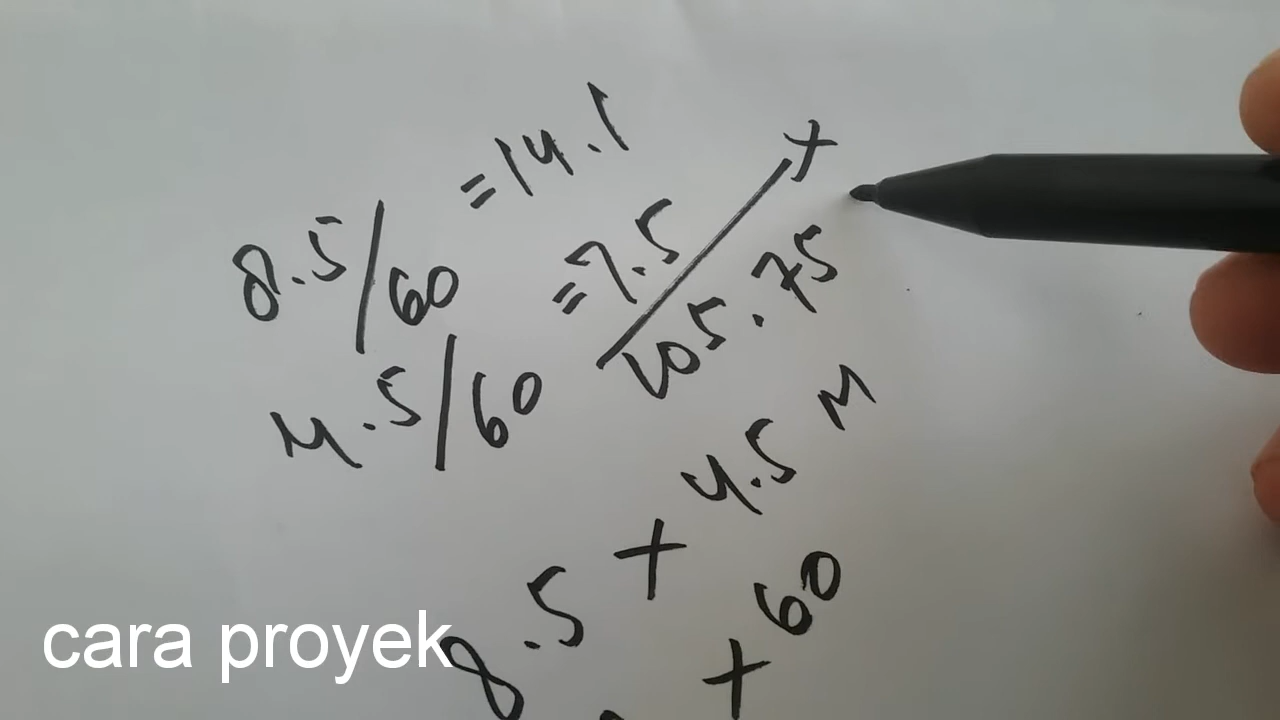 8.5/60 =14.1
4.5/60 =7.5
x
105.75
8.5 x 4.5 M
x 60
cara proyek